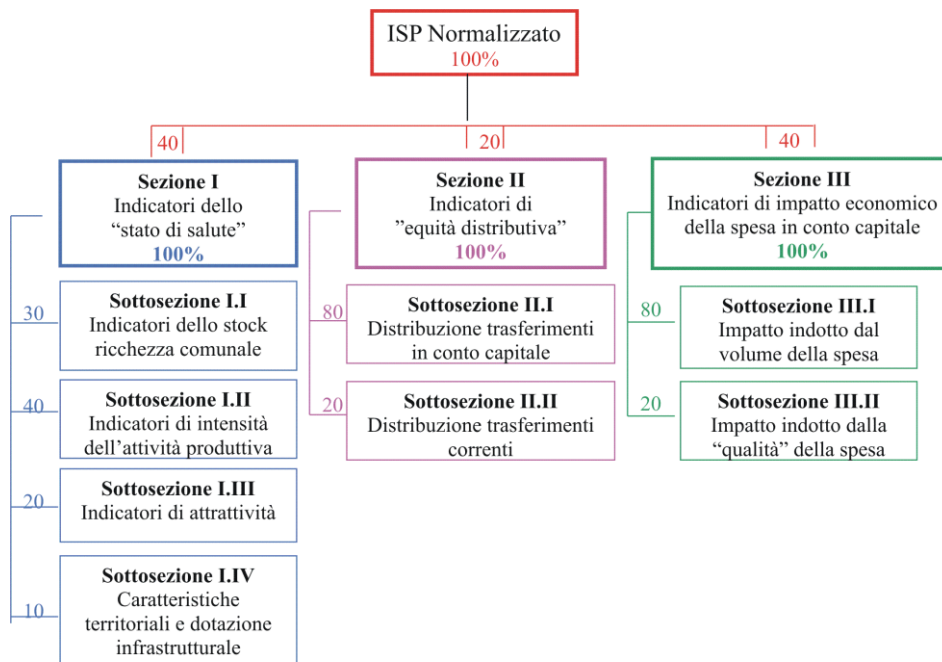 ISP Normalizzato
100%
40
20
40
Sezione I
Indicatori dello
“stato di salute”
100%
Sezione II
Indicatori di
”equità distributiva”
100%
Sezione III
Indicatori di impatto economico
della spesa in conto capitale
100%
30
Sottosezione I.I
Indicatori dello stock
ricchezza comunale
40
Sottosezione I.II
Indicatori di intensità
dell’attività produttiva
20
Sottosezione I.III
Indicatori di attrattività
10
Sottosezione I.IV
Caratteristiche
territoriali e dotazione
infrastrutturale
80
Sottosezione II.I
Distribuzione trasferimenti
in conto capitale
20
Sottosezione II.II
Distribuzione trasferimenti
correnti
80
Sottosezione III.I
Impatto indotto dal
volume della spesa
20
Sottosezione III.II
Impatto indotto dalla
“qualità” della spesa